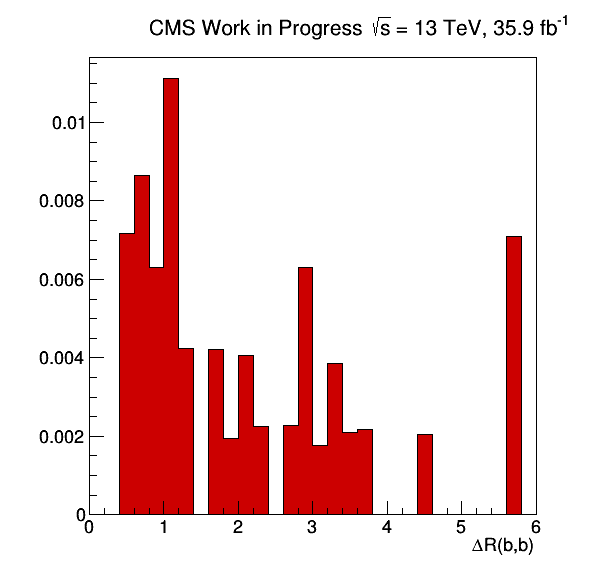 CMS Work in Progress √s = 13 TeV, 35.9 fb⁻¹
0.01
0.008
0.006
0.004
0.002
0
0 1 2 3 4 5 6
ΔR(b,b)